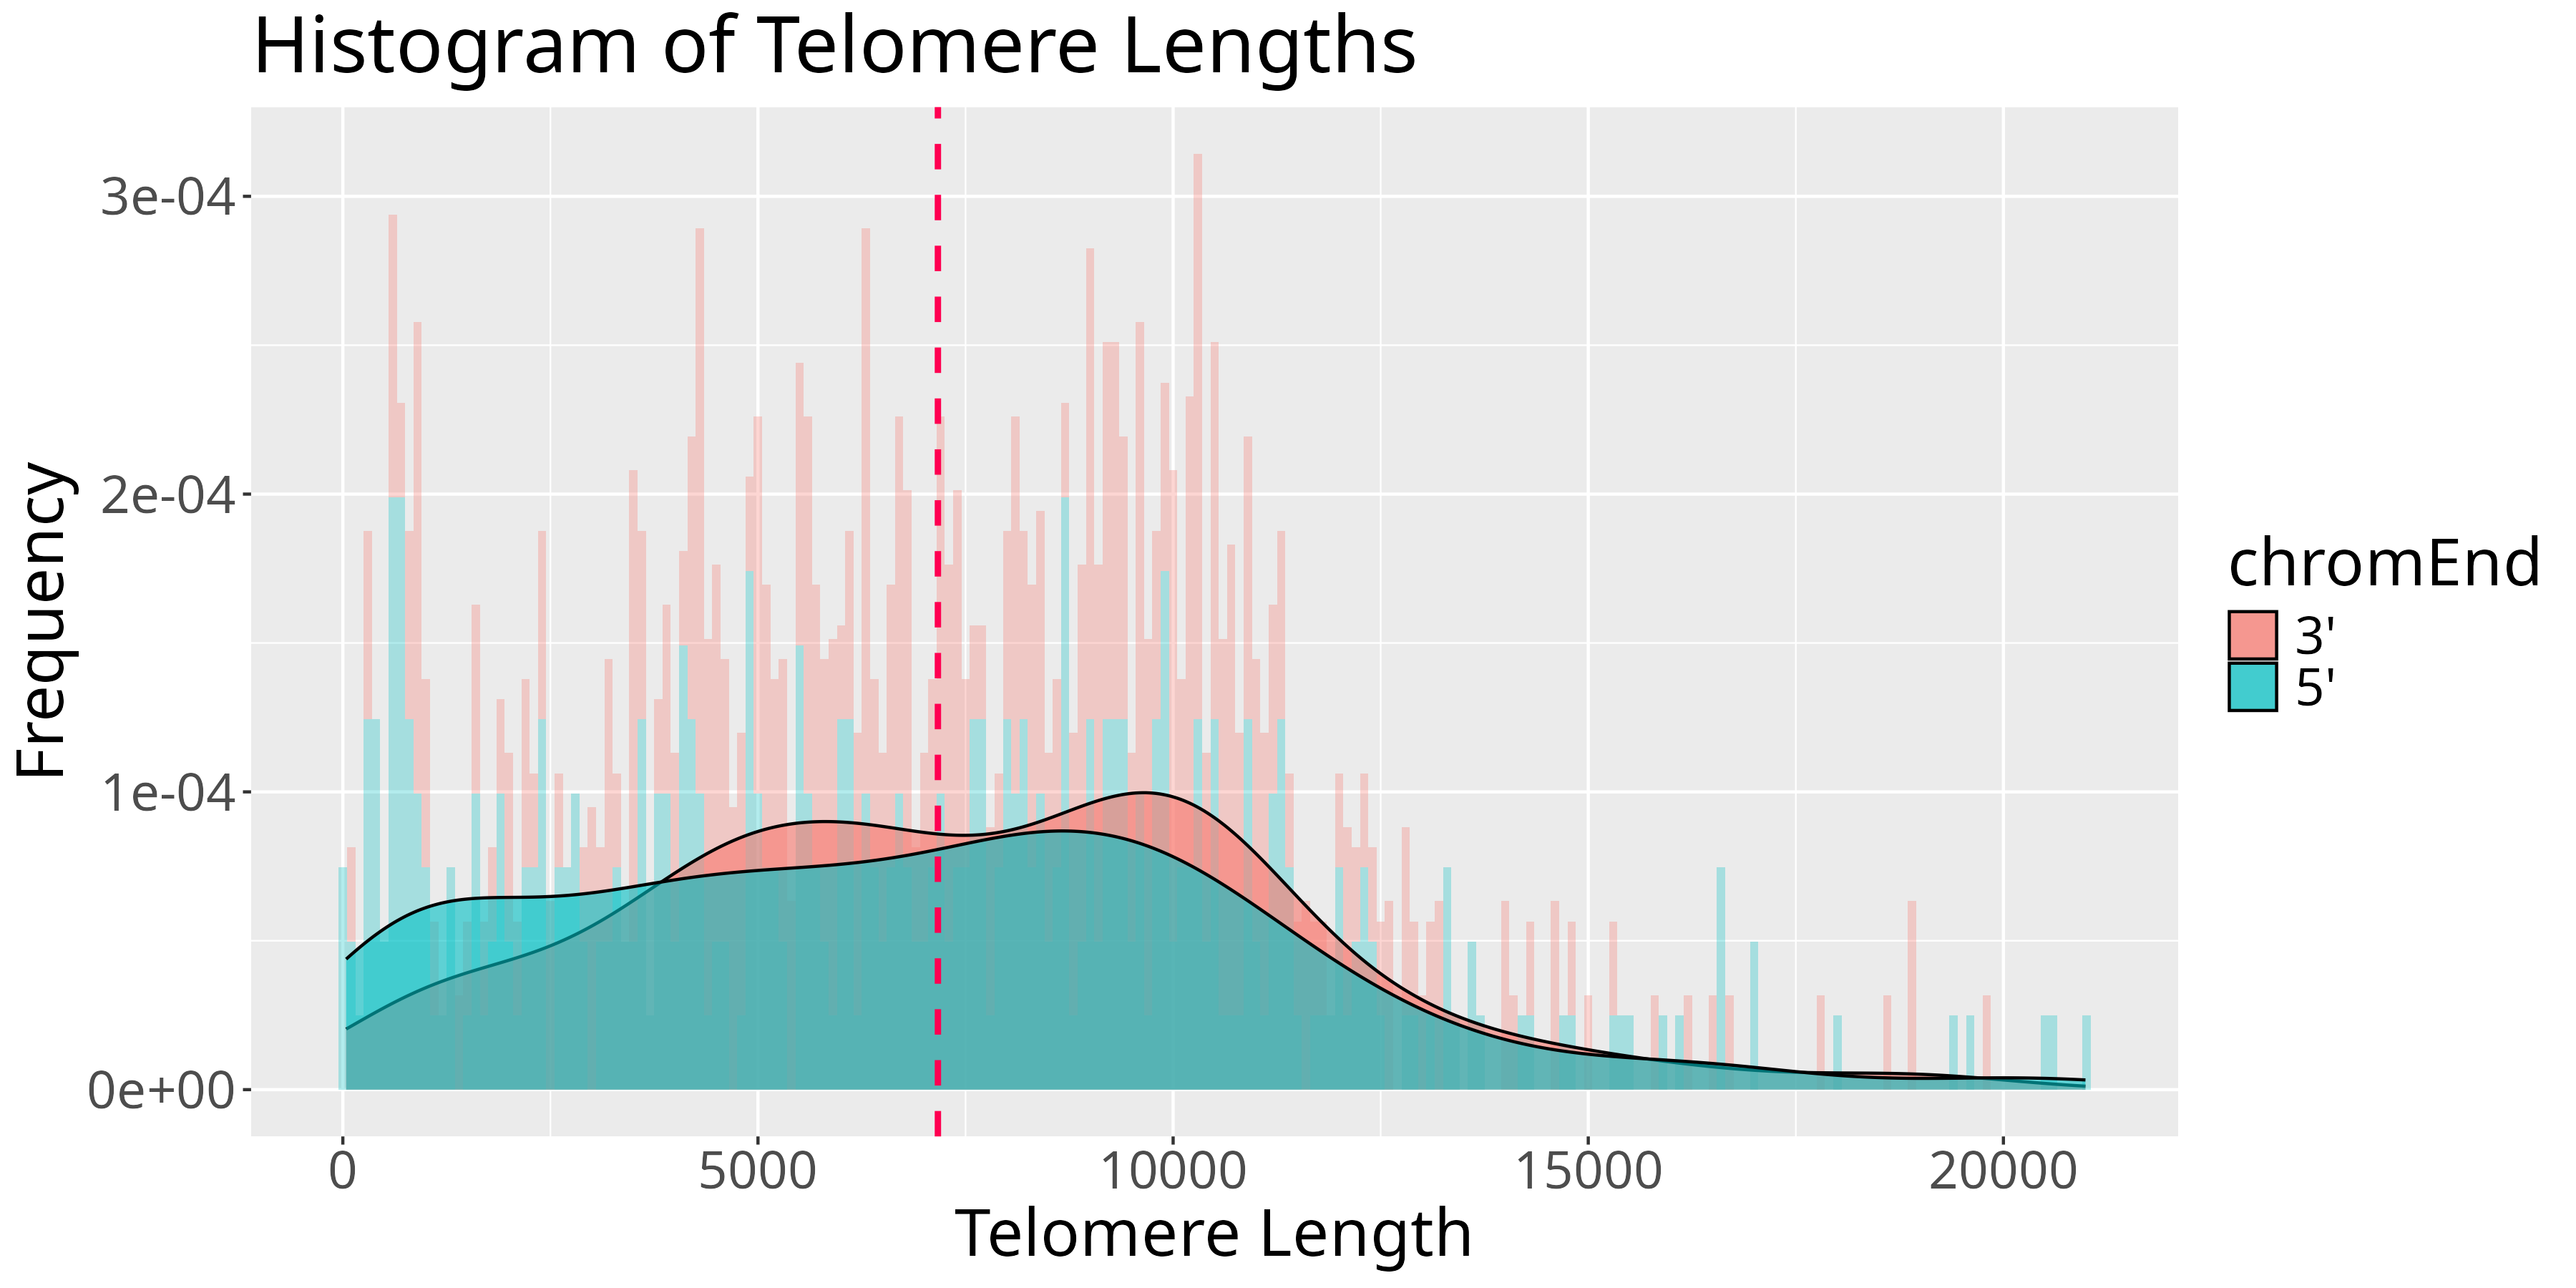 Histogram of Telomere Lengths
Frequency
3e-04
2e-04
1e-04
0e+00
0 5000 10000 15000 20000
Telomere Length
chromEnd
3'
5'